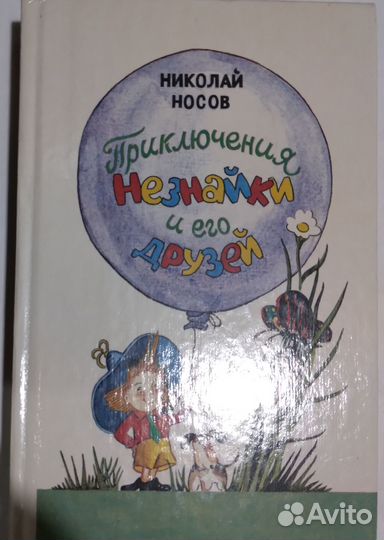 НИКОЛАЙ
НОСОВ
Приключения
Незнайки
и его
друзей
Avito